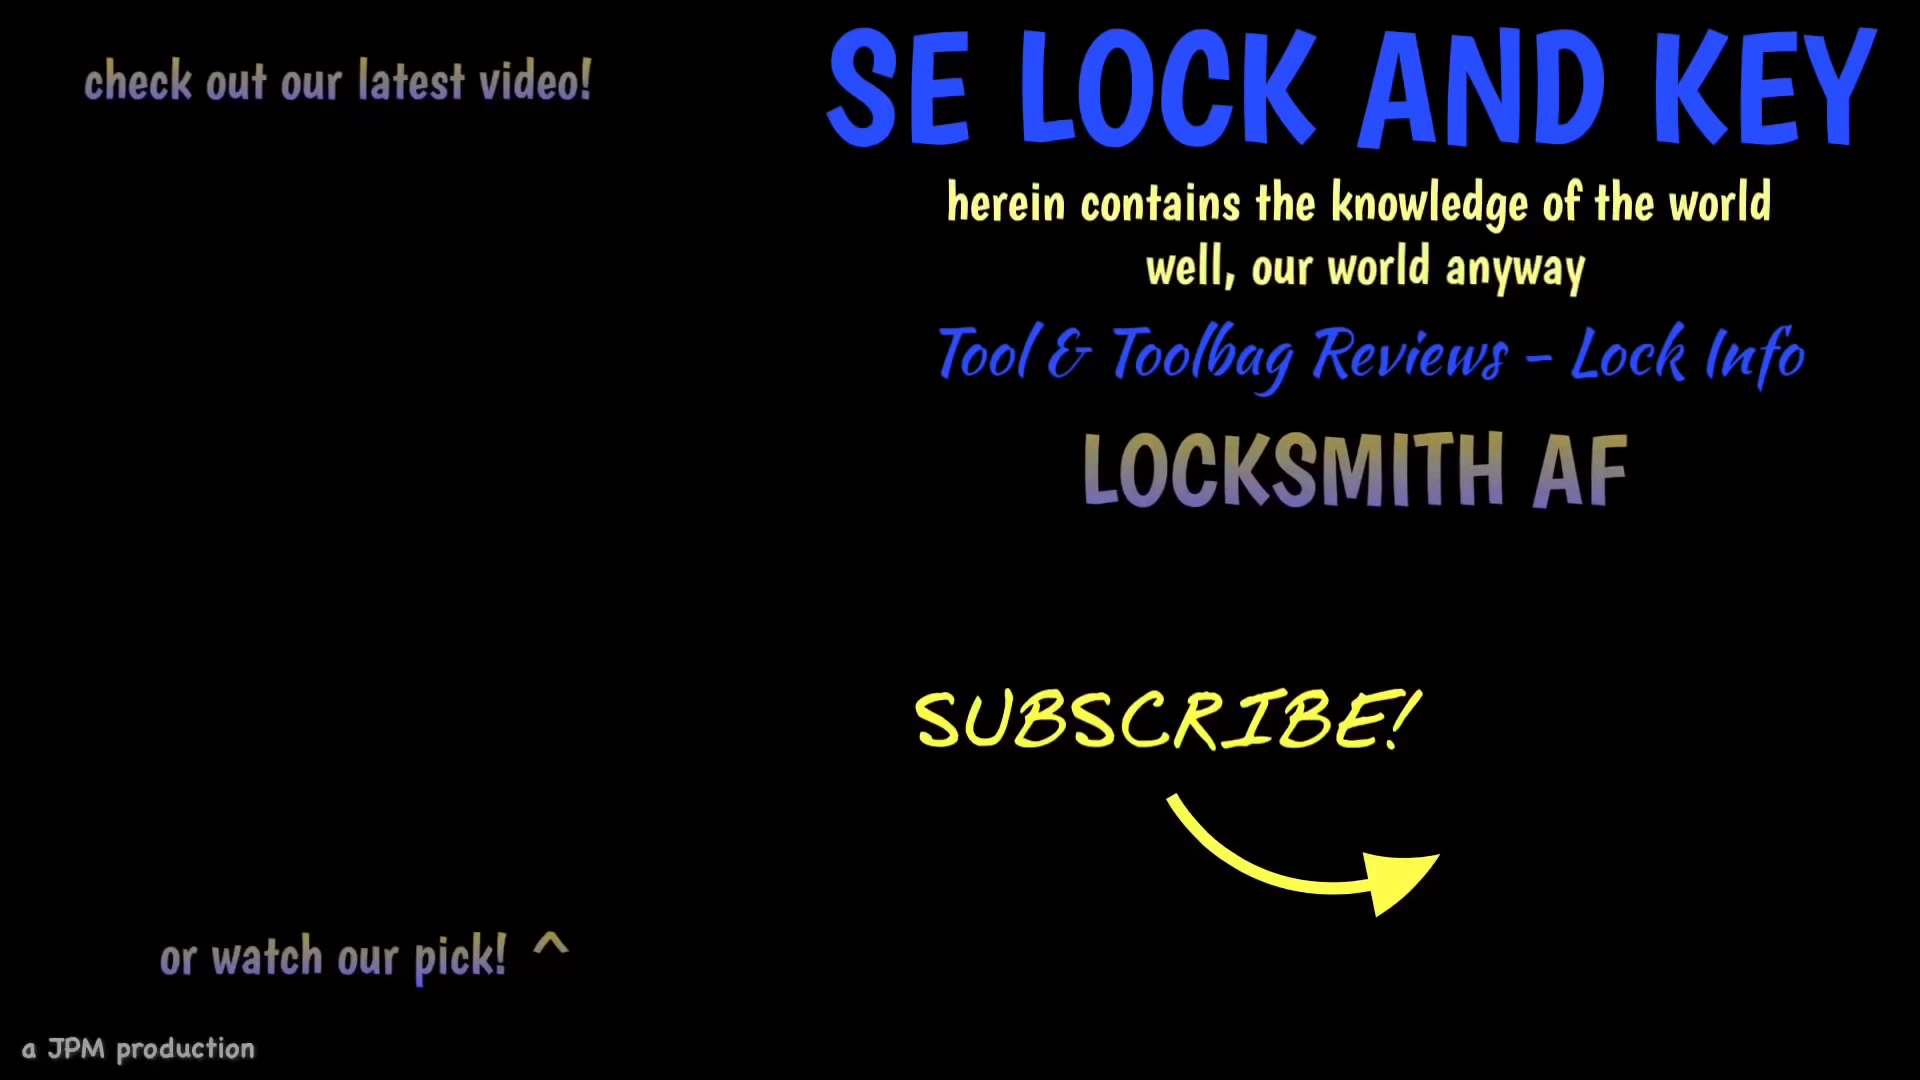 check out our latest video!
SE LOCK AND KEY
herein contains the knowledge of the world
well, our world anyway
Tool & Toolbag Reviews - Lock Info
LOCKSMITH AF
SUBSCRIBE!
or watch our pick! ^
a JPM production